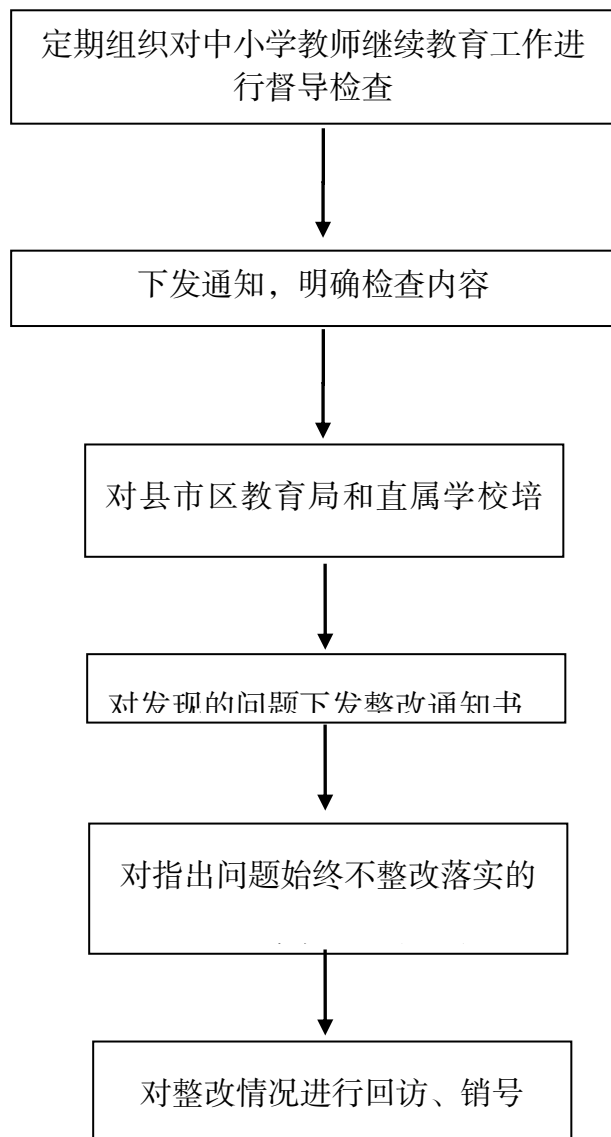 定期组织对中小学教师继续教育工作进
行督导检查
下发通知，明确检查内容
对县市区教育局和直属学校培
对发现的问题下发整改通知书
对指出问题始终不整改落实的
对整改情况进行回访、销号